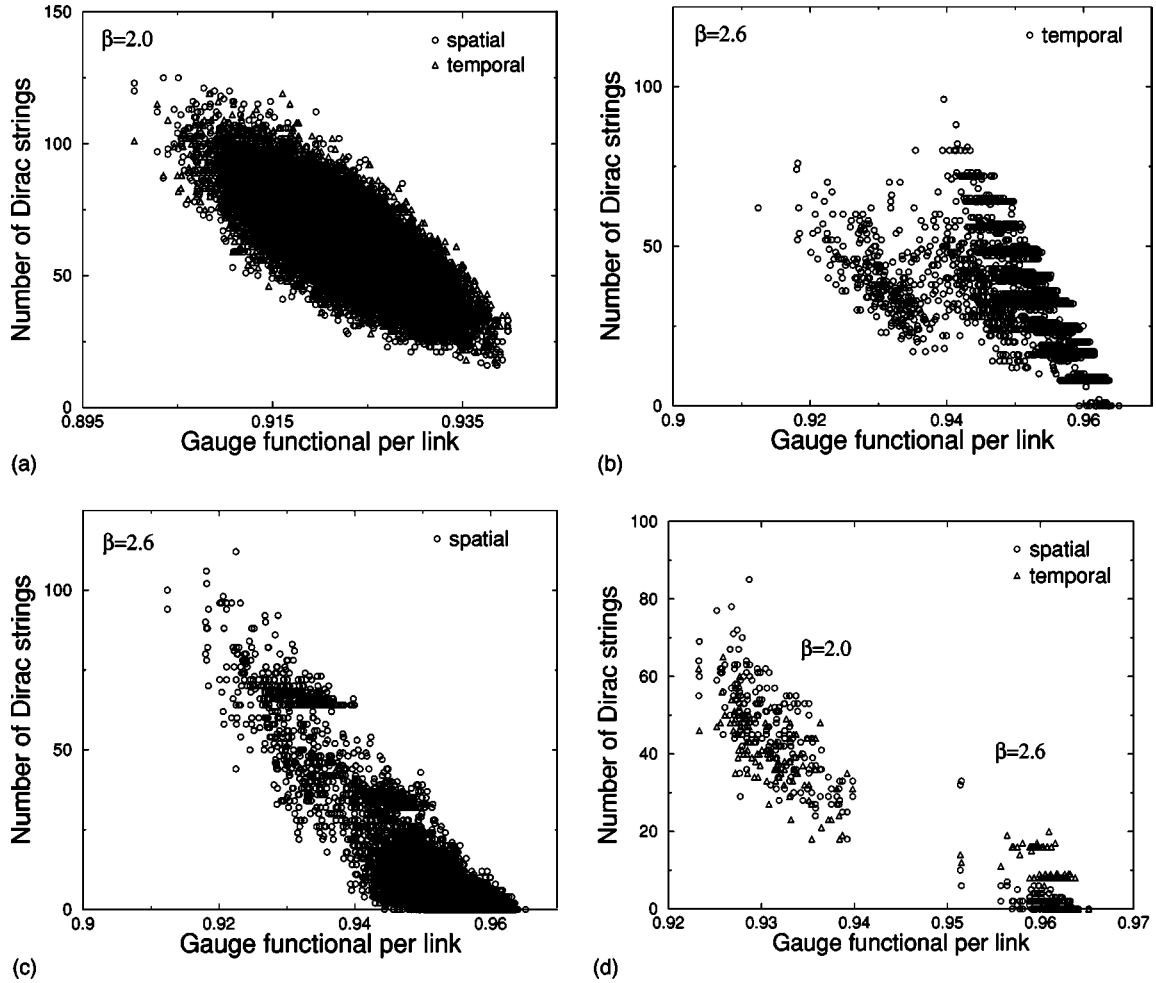 150
β=2.0
spatial
temporal
100
50
0
0.895
0.915
0.935
Number of Dirac strings
Gauge functional per link
(a)
β=2.6
temporal
100
50
0
0.9
0.92
0.94
0.96
Number of Dirac strings
Gauge functional per link
(b)
β=2.6
spatial
100
50
0
0.9
0.92
0.94
0.96
Number of Dirac strings
Gauge functional per link
(c)
100
spatial
temporal
80
β=2.0
60
β=2.6
40
20
0
0.92
0.93
0.94
0.95
0.96
0.97
Number of Dirac strings
Gauge functional per link
(d)